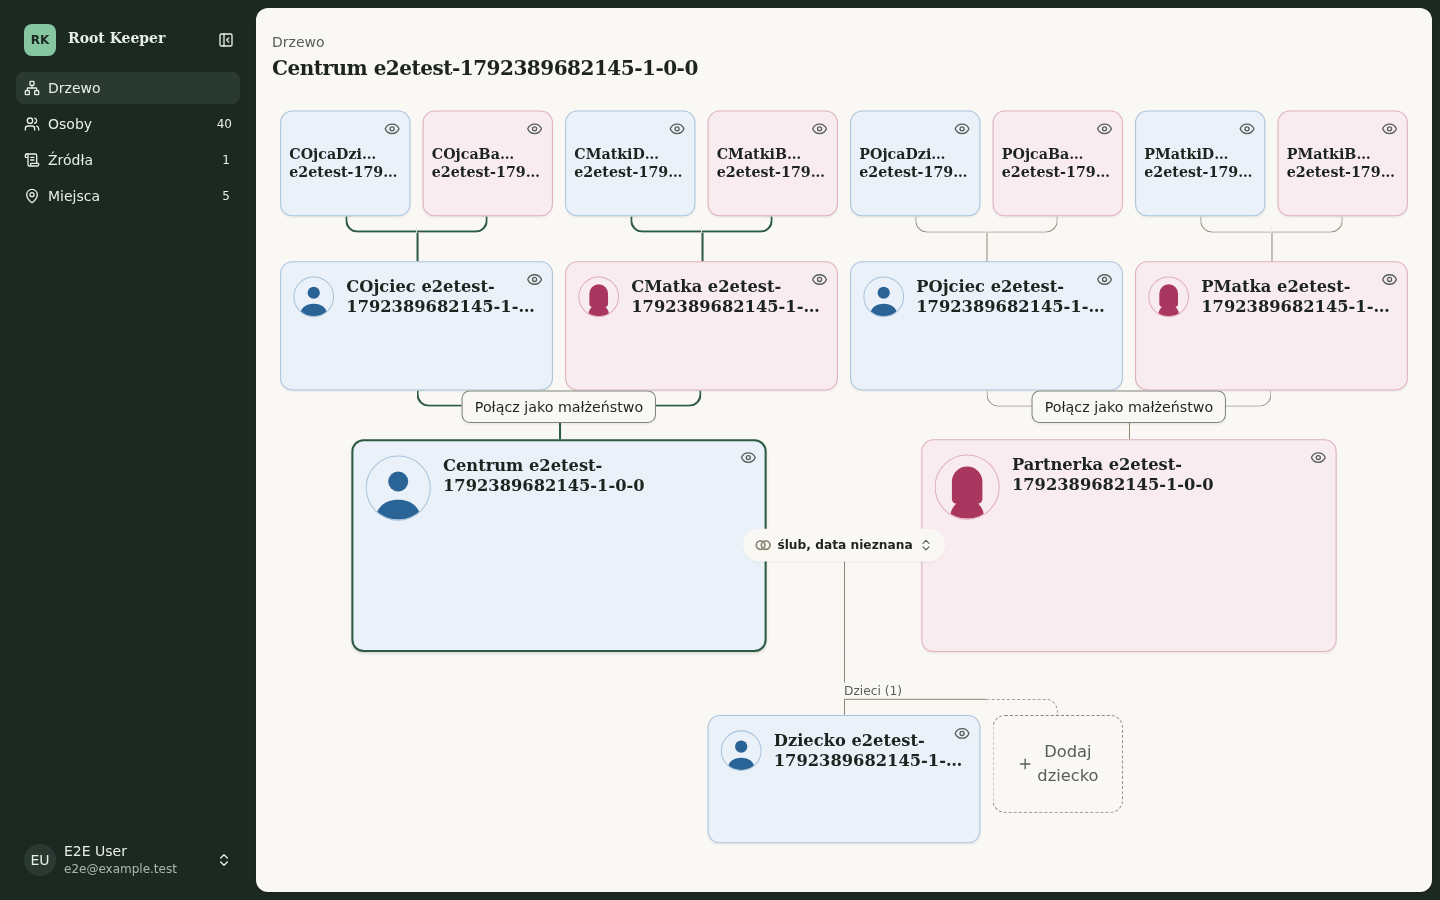 RK
Root Keeper
Drzewo
Osoby 40
Źródła 1
Miejsca 5
EU
E2E User
e2e@example.test
Drzewo
Centrum e2etest-1792389682145-1-0-0
COjcaDzi...
e2etest-179...
COjcaBa...
e2etest-179...
CMatkiD...
e2etest-179...
CMatkiB...
e2etest-179...
POjcaDzi...
e2etest-179...
POjcaBa...
e2etest-179...
PMatkiD...
e2etest-179...
PMatkiB...
e2etest-179...
COjciec e2etest-
1792389682145-1-...
CMatka e2etest-
1792389682145-1-...
POjciec e2etest-
1792389682145-1-...
PMatka e2etest-
1792389682145-1-...
Połącz jako małżeństwo
Połącz jako małżeństwo
Centrum e2etest-
1792389682145-1-0-0
Partnerka e2etest-
1792389682145-1-0-0
ślub, data nieznana
Dzieci (1)
Dziecko e2etest-
1792389682145-1-...
+ Dodaj
dziecko